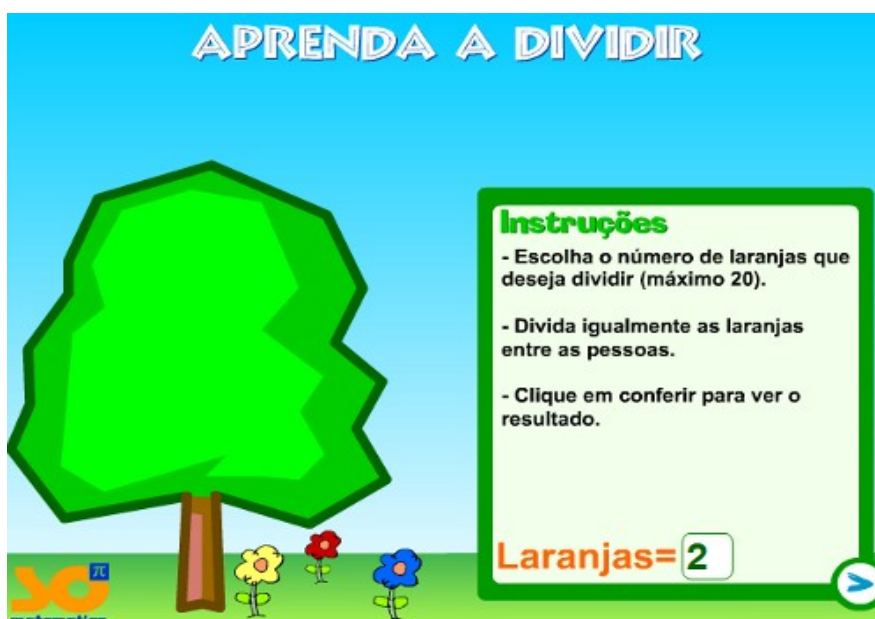 APRENDA A DIVIDIR
Instruções
- Escolha o número de laranjas que
deseja dividir (máximo 20).
- Divida igualmente as laranjas
entre as pessoas.
- Clique em conferir para ver o
resultado.
Laranjas= 2
só π